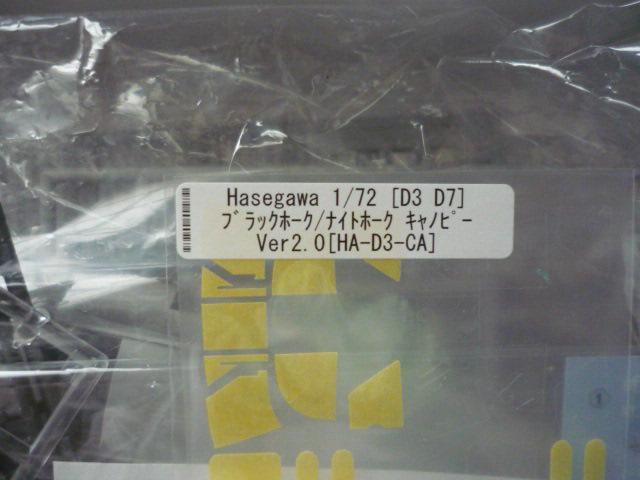 Hasegawa 1/72 [D3 D7]
ブラックホーク/ナイトホーク キャノピー
Ver2.0[HA-D3-CA]
①